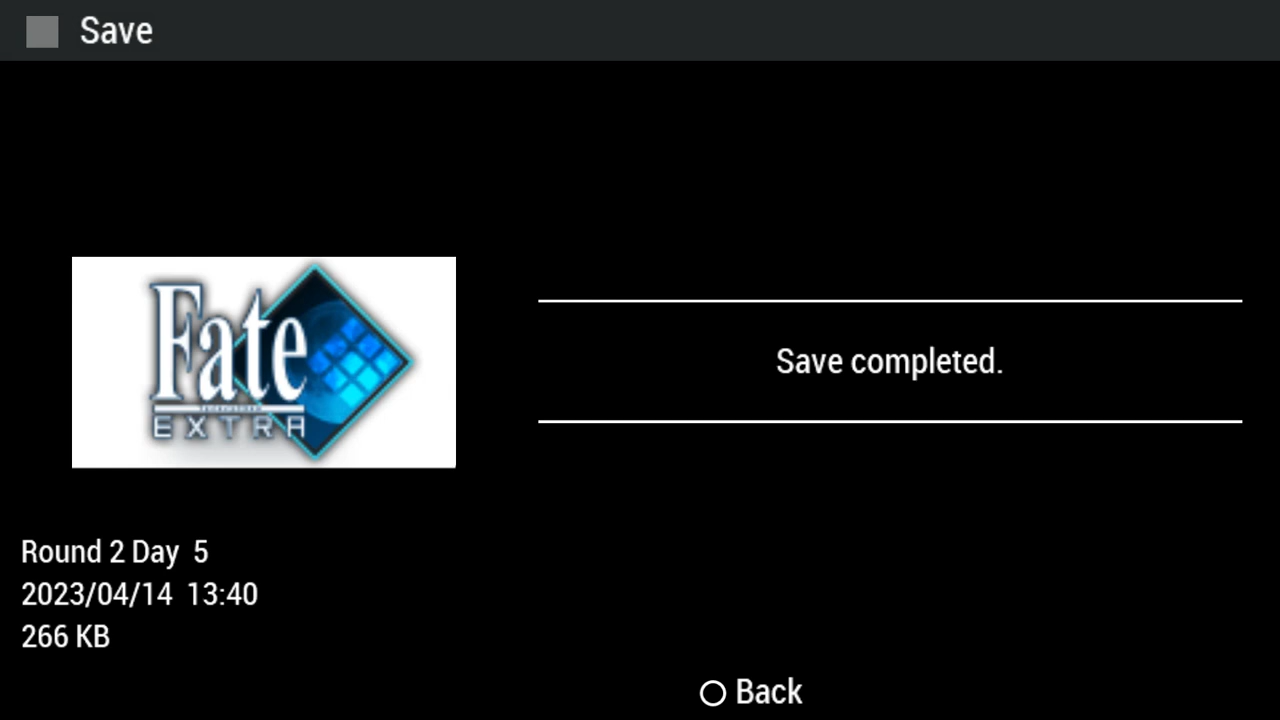 Save
Fate
EXTRA
Save completed.
Round 2 Day  5
2023/04/14  13:40
266 KB
Back